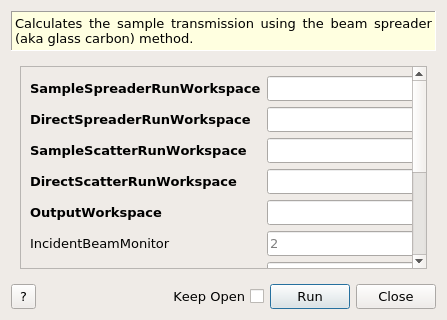 Calculates the sample transmission using the beam spreader
(aka glass carbon) method.
SampleSpreaderRunWorkspace
DirectSpreaderRunWorkspace
SampleScatterRunWorkspace
DirectScatterRunWorkspace
OutputWorkspace
IncidentBeamMonitor 2
? Keep Open Run Close